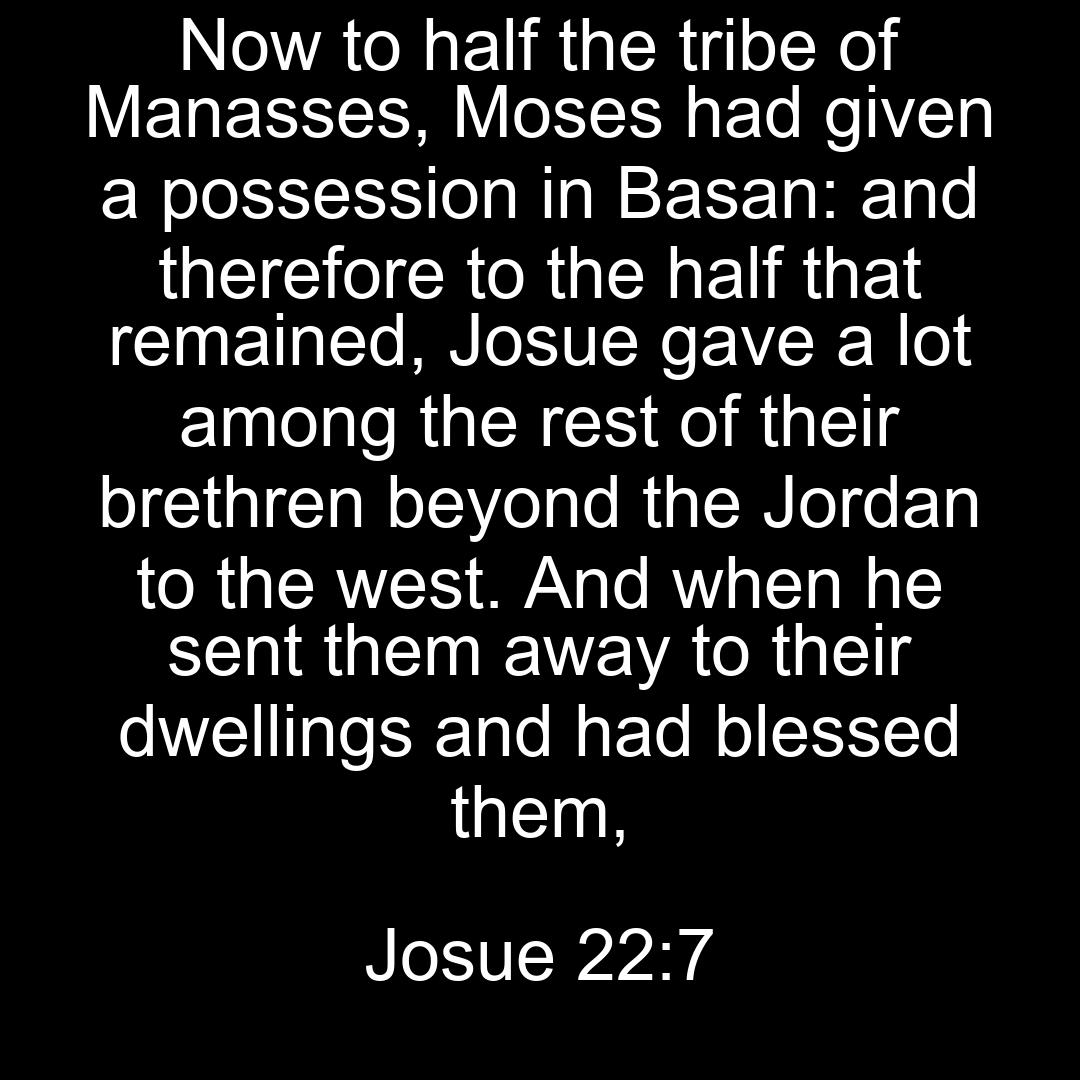 Now to half the tribe of
Manasses, Moses had given
a possession in Basan: and
therefore to the half that
remained, Josue gave a lot
among the rest of their
brethren beyond the Jordan
to the west. And when he
sent them away to their
dwellings and had blessed
them,
Josue 22:7